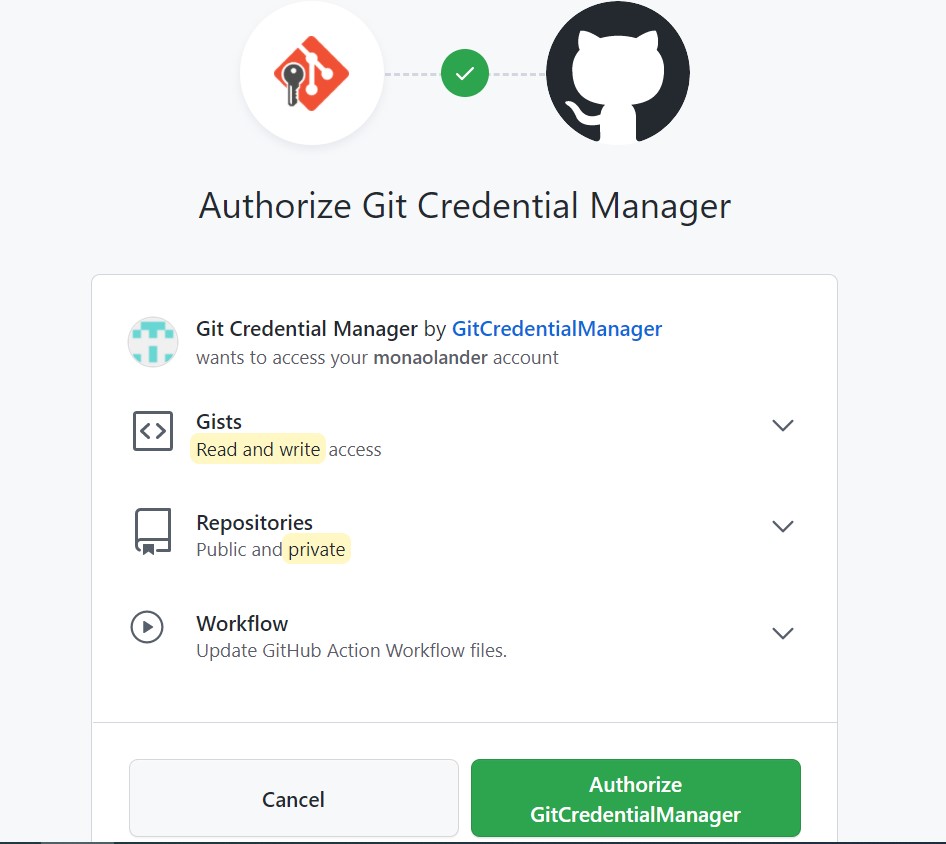 Authorize Git Credential Manager
Git Credential Manager by GitCredentialManager
wants to access your monaolander account
Gists
Read and write access
Repositories
Public and private
Workflow
Update GitHub Action Workflow files.
Cancel
Authorize
GitCredentialManager